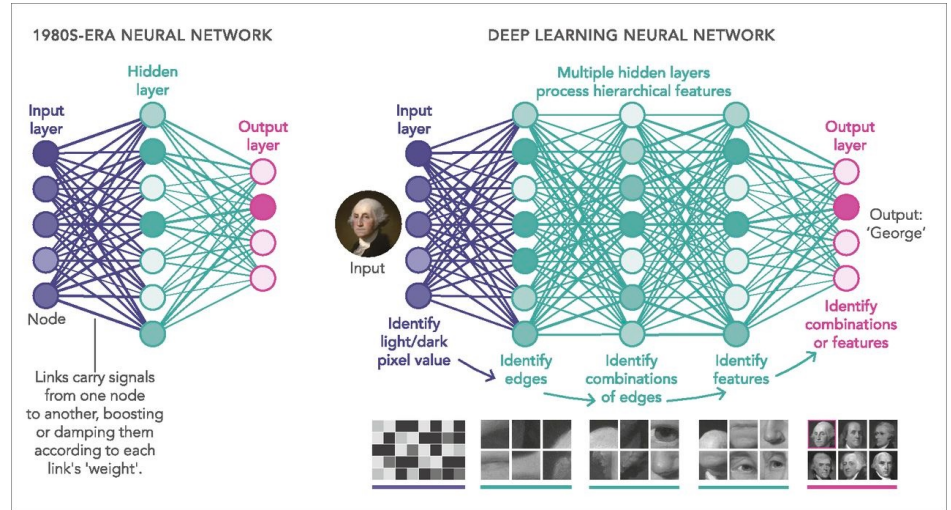 1980S-ERA NEURAL NETWORK
Hidden
layer
Input
layer
Output
layer
Node
Links carry signals
from one node
to another, boosting
or damping them
according to each
link's 'weight'.
DEEP LEARNING NEURAL NETWORK
Multiple hidden layers
process hierarchical features
Input
layer
Output
layer
Input
Output:
'George'
Identify
light/dark
pixel value
Identify
edges
Identify
combinations
of edges
Identify
features
Identify
combinations
or features